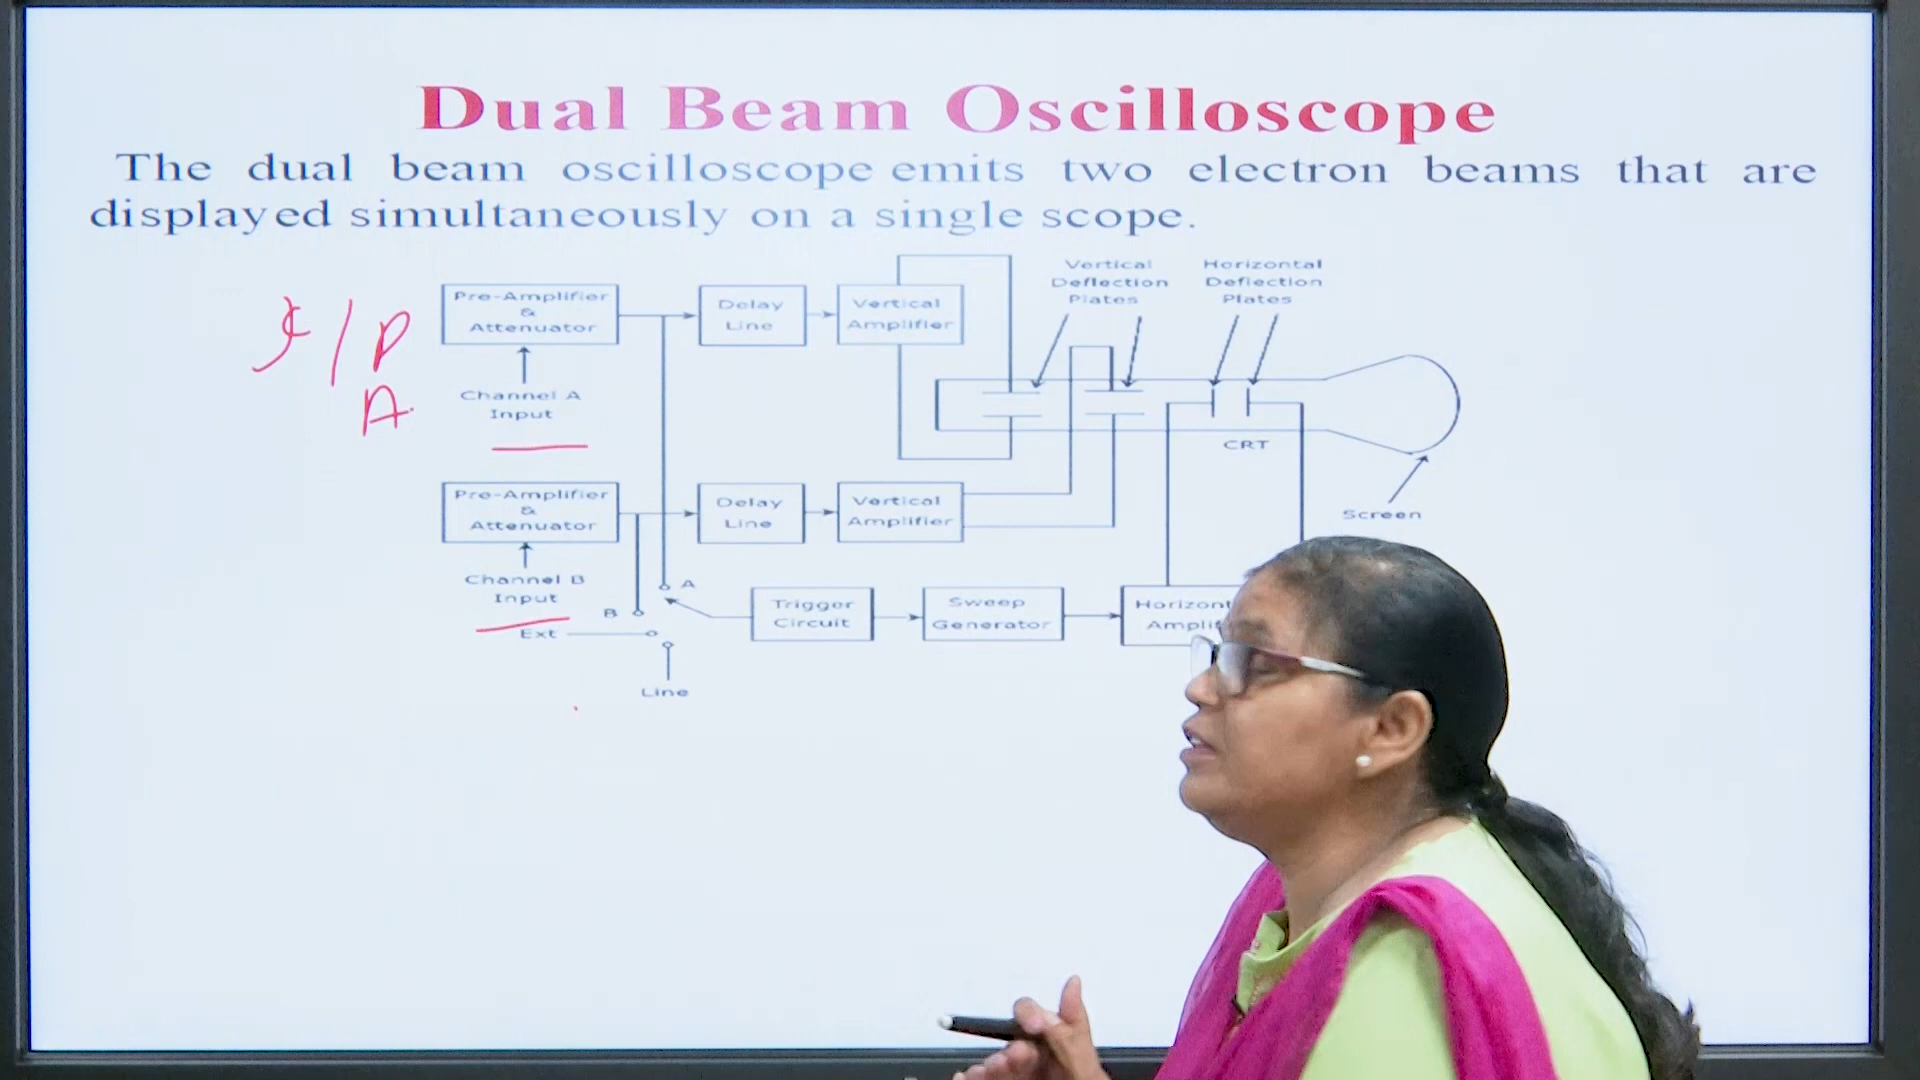 Dual Beam Oscilloscope
The dual beam oscilloscope emits two electron beams that are
displayed simultaneously on a single scope.
I/P
A
Pre-Amplifier
&
Attenuator
Channel A
Input
Delay
Line
Vertical
Amplifier
Vertical
Deflection
Plates
Horizontal
Deflection
Plates
CRT
Screen
Pre-Amplifier
&
Attenuator
Channel B
Input
Delay
Line
Vertical
Amplifier
A
B
Ext
Line
Trigger
Circuit
Sweep
Generator
Horizont
Amplif